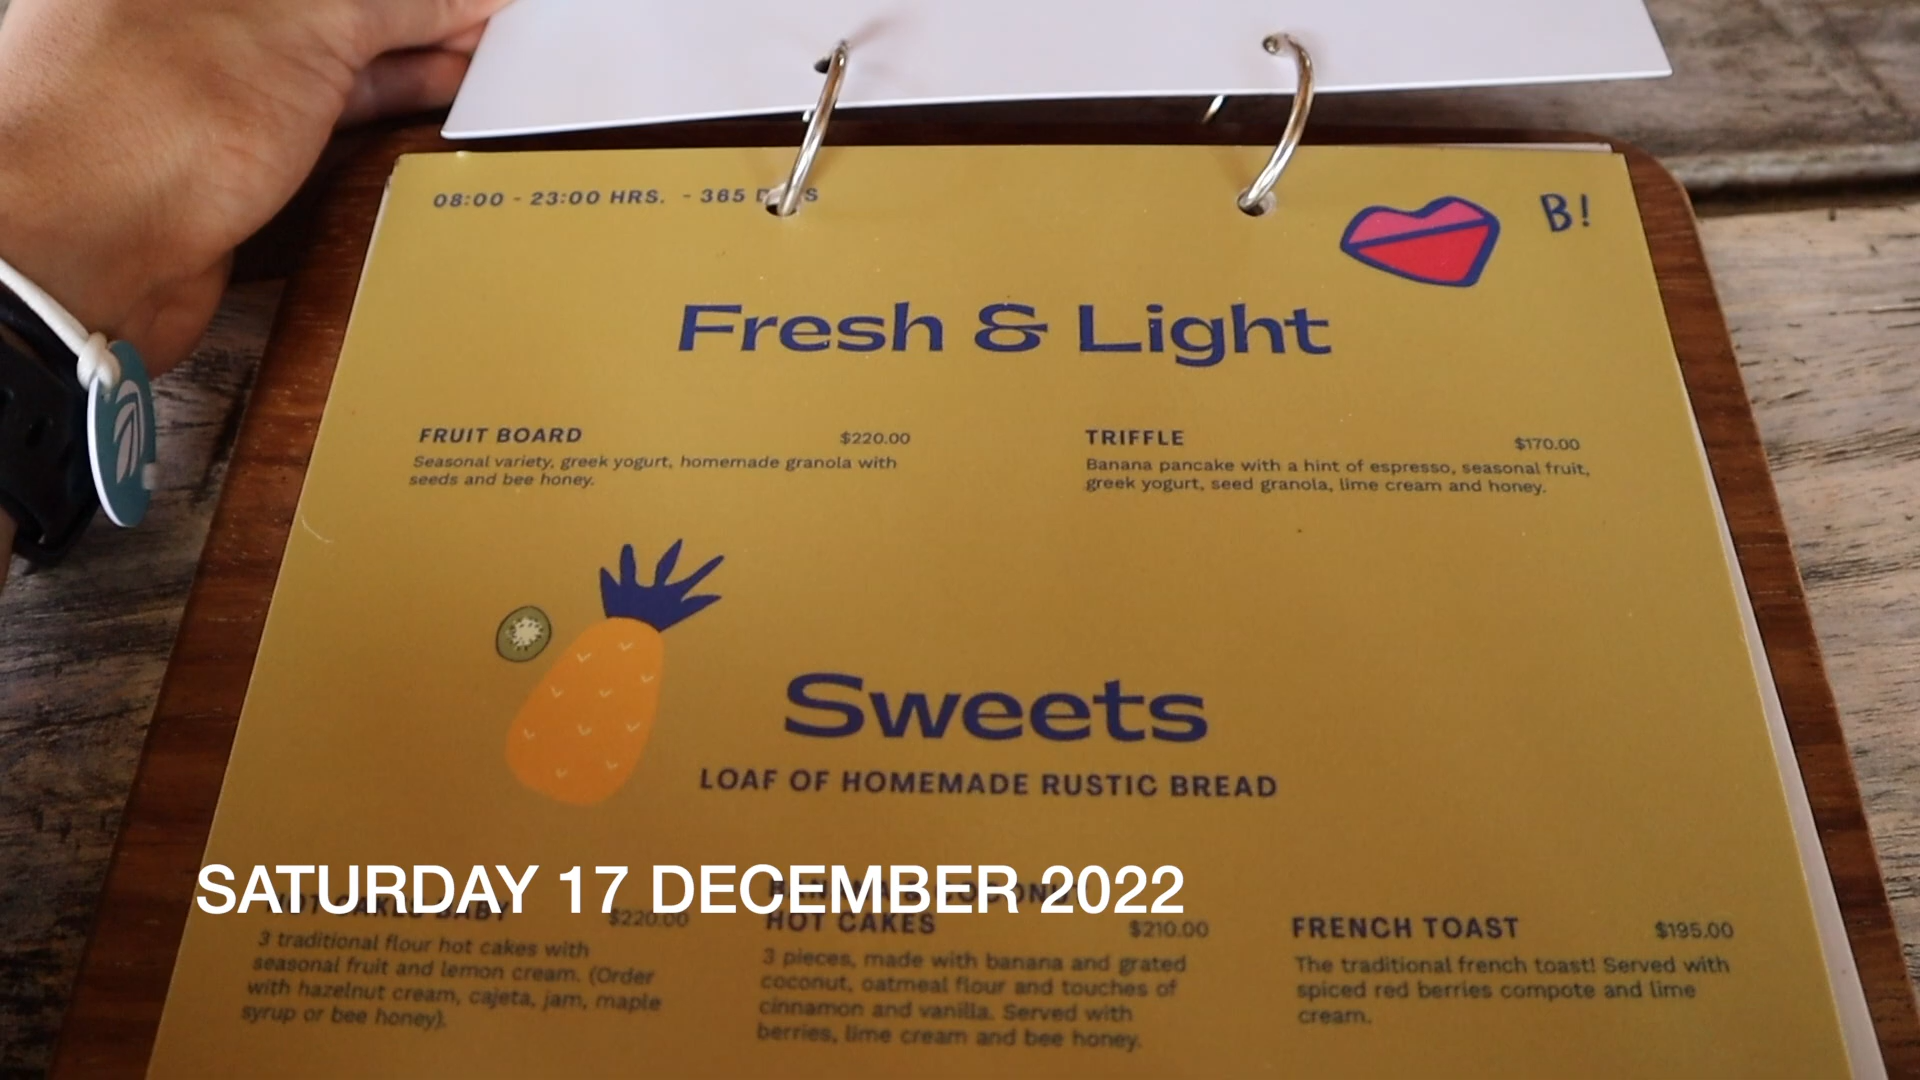 08:00 - 23:00 HRS. - 365
B!
Fresh & Light
FRUIT BOARD $220.00
Seasonal variety, greek yogurt, homemade granola with
seeds and bee honey.
TRIFFLE $170.00
Banana pancake with a hint of espresso, seasonal fruit,
greek yogurt, seed granola, lime cream and honey.
Sweets
LOAF OF HOMEMADE RUSTIC BREAD
SATURDAY 17 DECEMBER 2022
HOT CAKES BABY $220.00
3 traditional flour hot cakes with
seasonal fruit and lemon cream. (Order
with hazelnut cream, cajeta, jam, maple
syrup or bee honey).
HOT CAKES $210.00
3 pieces, made with banana and grated
coconut, oatmeal flour and touches of
cinnamon and vanilla. Served with
berries, lime cream and bee honey.
FRENCH TOAST $195.00
The traditional french toast! Served with
spiced red berries compote and lime
cream.